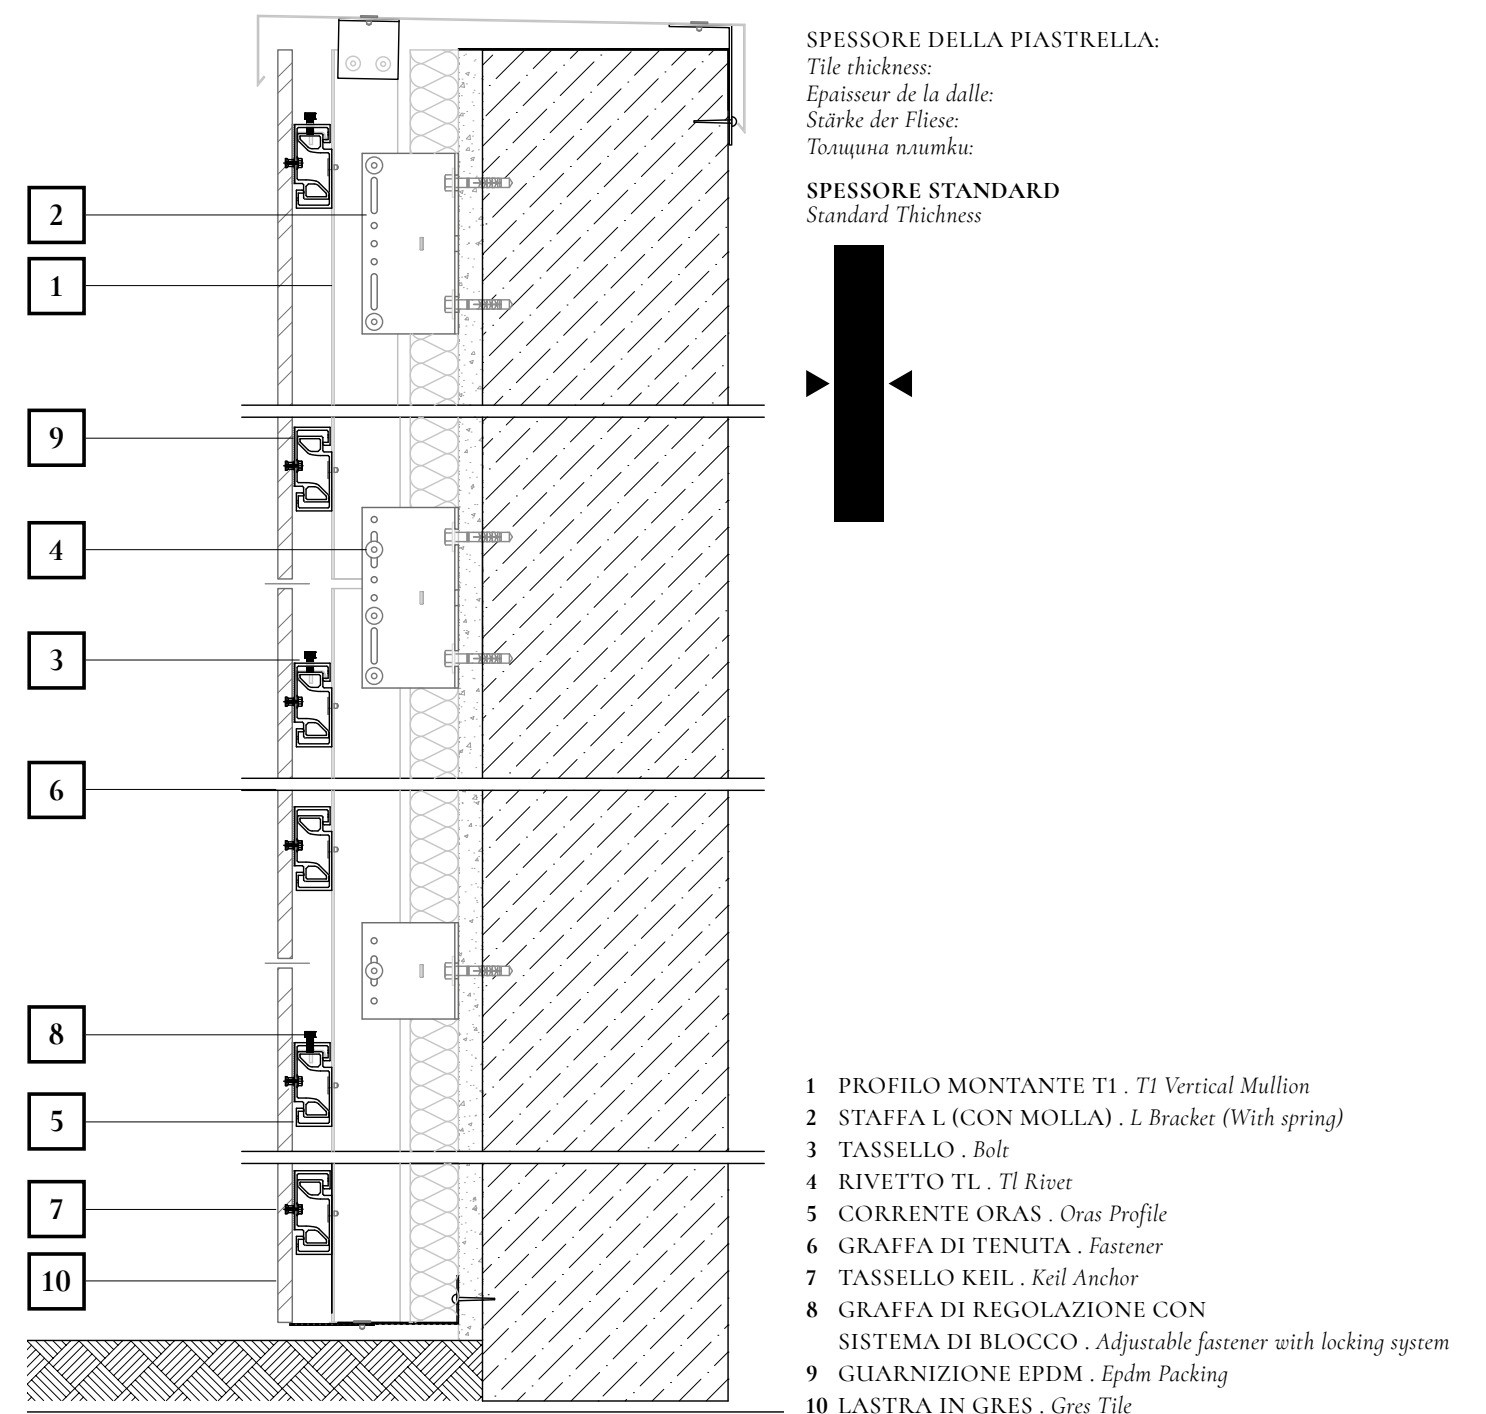 SPESSORE DELLA PIASTRELLA:
Tile thickness:
Epaisseur de la dalle:
Stärke der Fliese:
Толщина плитки:
SPESSORE STANDARD
Standard Thichness
2
1
9
4
3
6
8
5
7
10
1 PROFILO MONTANTE T1 . T1 Vertical Mullion
2 STAFFA L (CON MOLLA) . L Bracket (With spring)
3 TASSELLO . Bolt
4 RIVETTO TL . Tl Rivet
5 CORRENTE ORAS . Oras Profile
6 GRAFFA DI TENUTA . Fastener
7 TASSELLO KEIL . Keil Anchor
8 GRAFFA DI REGOLAZIONE CON
SISTEMA DI BLOCCO . Adjustable fastener with locking system
9 GUARNIZIONE EPDM . Epdm Packing
10 LASTRA IN GRES . Gres Tile